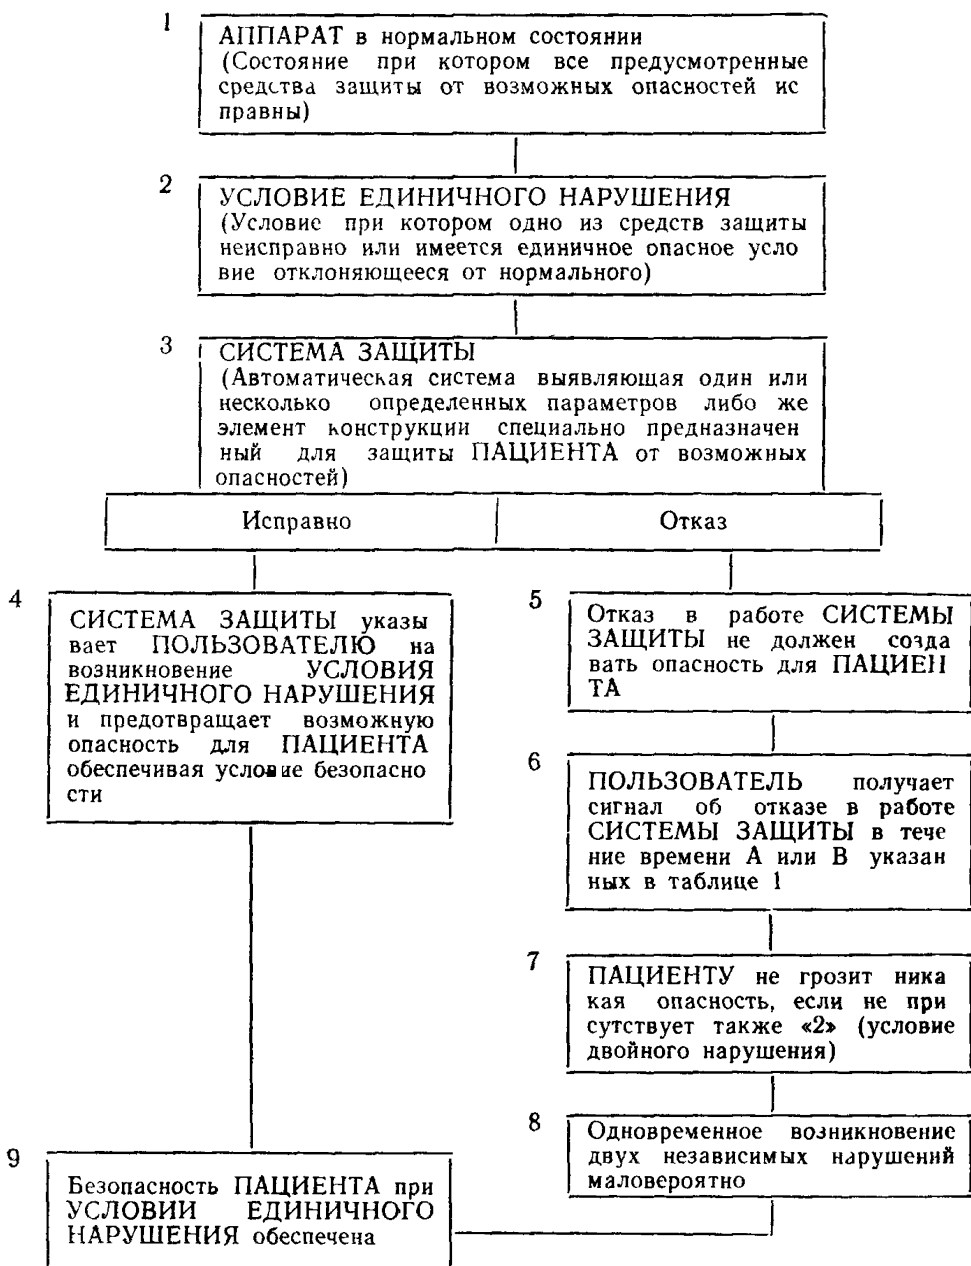 1
АППАРАТ в нормальном состоянии
(Состояние при котором все предусмотренные
средства защиты от возможных опасностей ис
правны)
2
УСЛОВИЕ ЕДИНИЧНОГО НАРУШЕНИЯ
(Условие при котором одно из средств защиты
неисправно или имеется единичное опасное усло
вие отклоняющееся от нормального)
3
СИСТЕМА ЗАЩИТЫ
(Автоматическая система выявляющая один или
несколько определенных параметров либо же
элемент конструкции специально предназначен
ный для защиты ПАЦИЕНТА от возможных
опасностей)
Исправно
Отказ
4
СИСТЕМА ЗАЩИТЫ указы
вает ПОЛЬЗОВАТЕЛЮ на
возникновение УСЛОВИЯ
ЕДИНИЧНОГО НАРУШЕНИЯ
и предотвращает возможную
опасность для ПАЦИЕНТА
обеспечивая условие безопасно
сти
5
Отказ в работе СИСТЕМЫ
ЗАЩИТЫ не должен созда
вать опасность для ПАЦИЕН
ТА
6
ПОЛЬЗОВАТЕЛЬ получает
сигнал об отказе в работе
СИСТЕМЫ ЗАЩИТЫ в тече
ние времени А или В указан
ных в таблице 1
7
ПАЦИЕНТУ не грозит ника
кая опасность, если не при
сутствует также «2» (условие
двойного нарушения)
8
Одновременное возникновение
двух независимых нарушений
маловероятно
9
Безопасность ПАЦИЕНТА при
УСЛОВИИ ЕДИНИЧНОГО
НАРУШЕНИЯ обеспечена